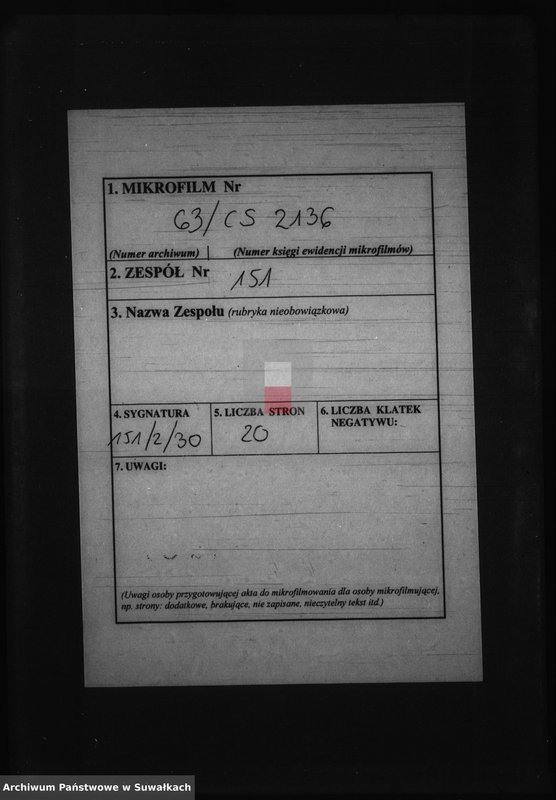 1. MIKROFILM Nr
63/CS 2136
(Numer archiwum) (Numer księgi ewidencji mikrofilmów)
2. ZESPÓŁ Nr 151
3. Nazwa Zespołu (rubryka nieobowiązkowa)
4. SYGNATURA 5. LICZBA STRON 6. LICZBA KLATEK
NEGATYWU:
151/2/30 20
7. UWAGI:
(Uwagi osoby przygotowującej akta do mikrofilmowania dla osoby mikrofilmującej,
np. strony: dodatkowe, brakujące, nie zapisane, nieczytelny tekst itd.)
Archiwum Państwowe w Suwałkach